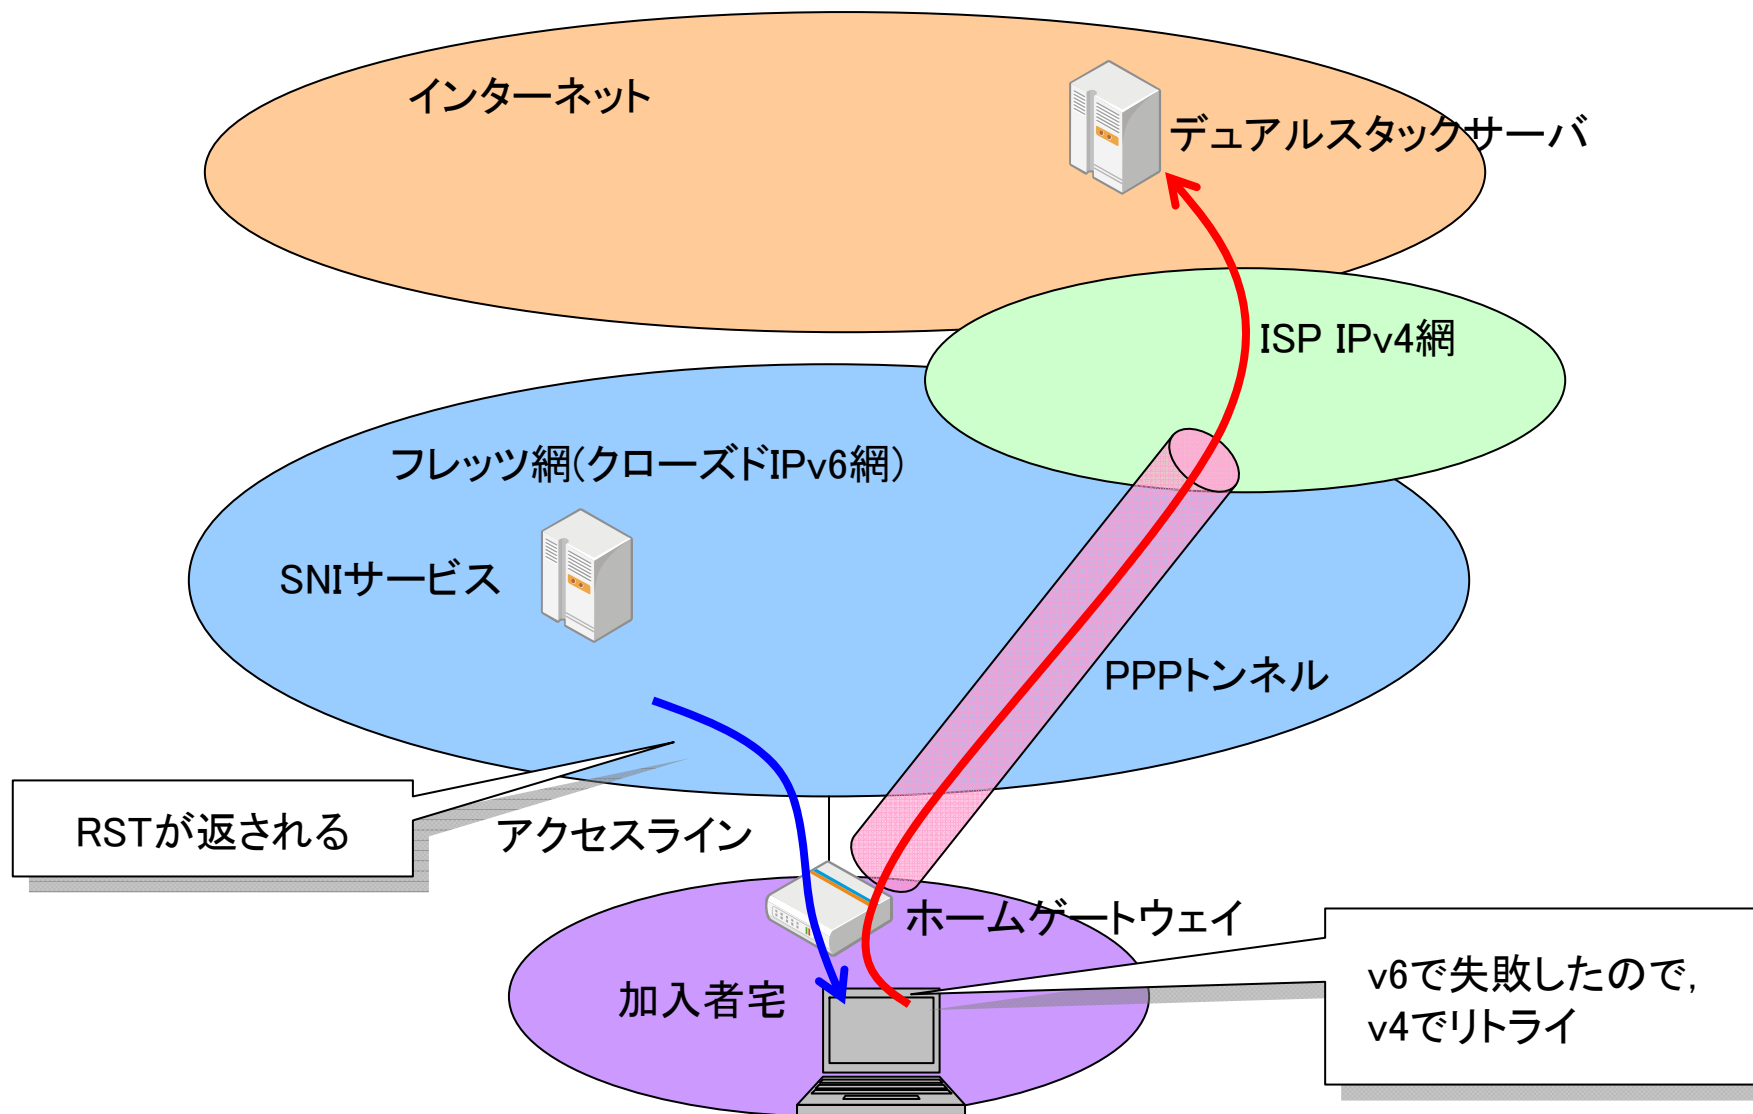 インターネット
デュアルスタックサーバ
ISP IPv4網
フレッツ網(クローズドIPv6網)
SNIサービス
PPPトンネル
RSTが返される
アクセスライン
ホームゲートウェイ
加入者宅
v6で失敗したので,
v4でリトライ